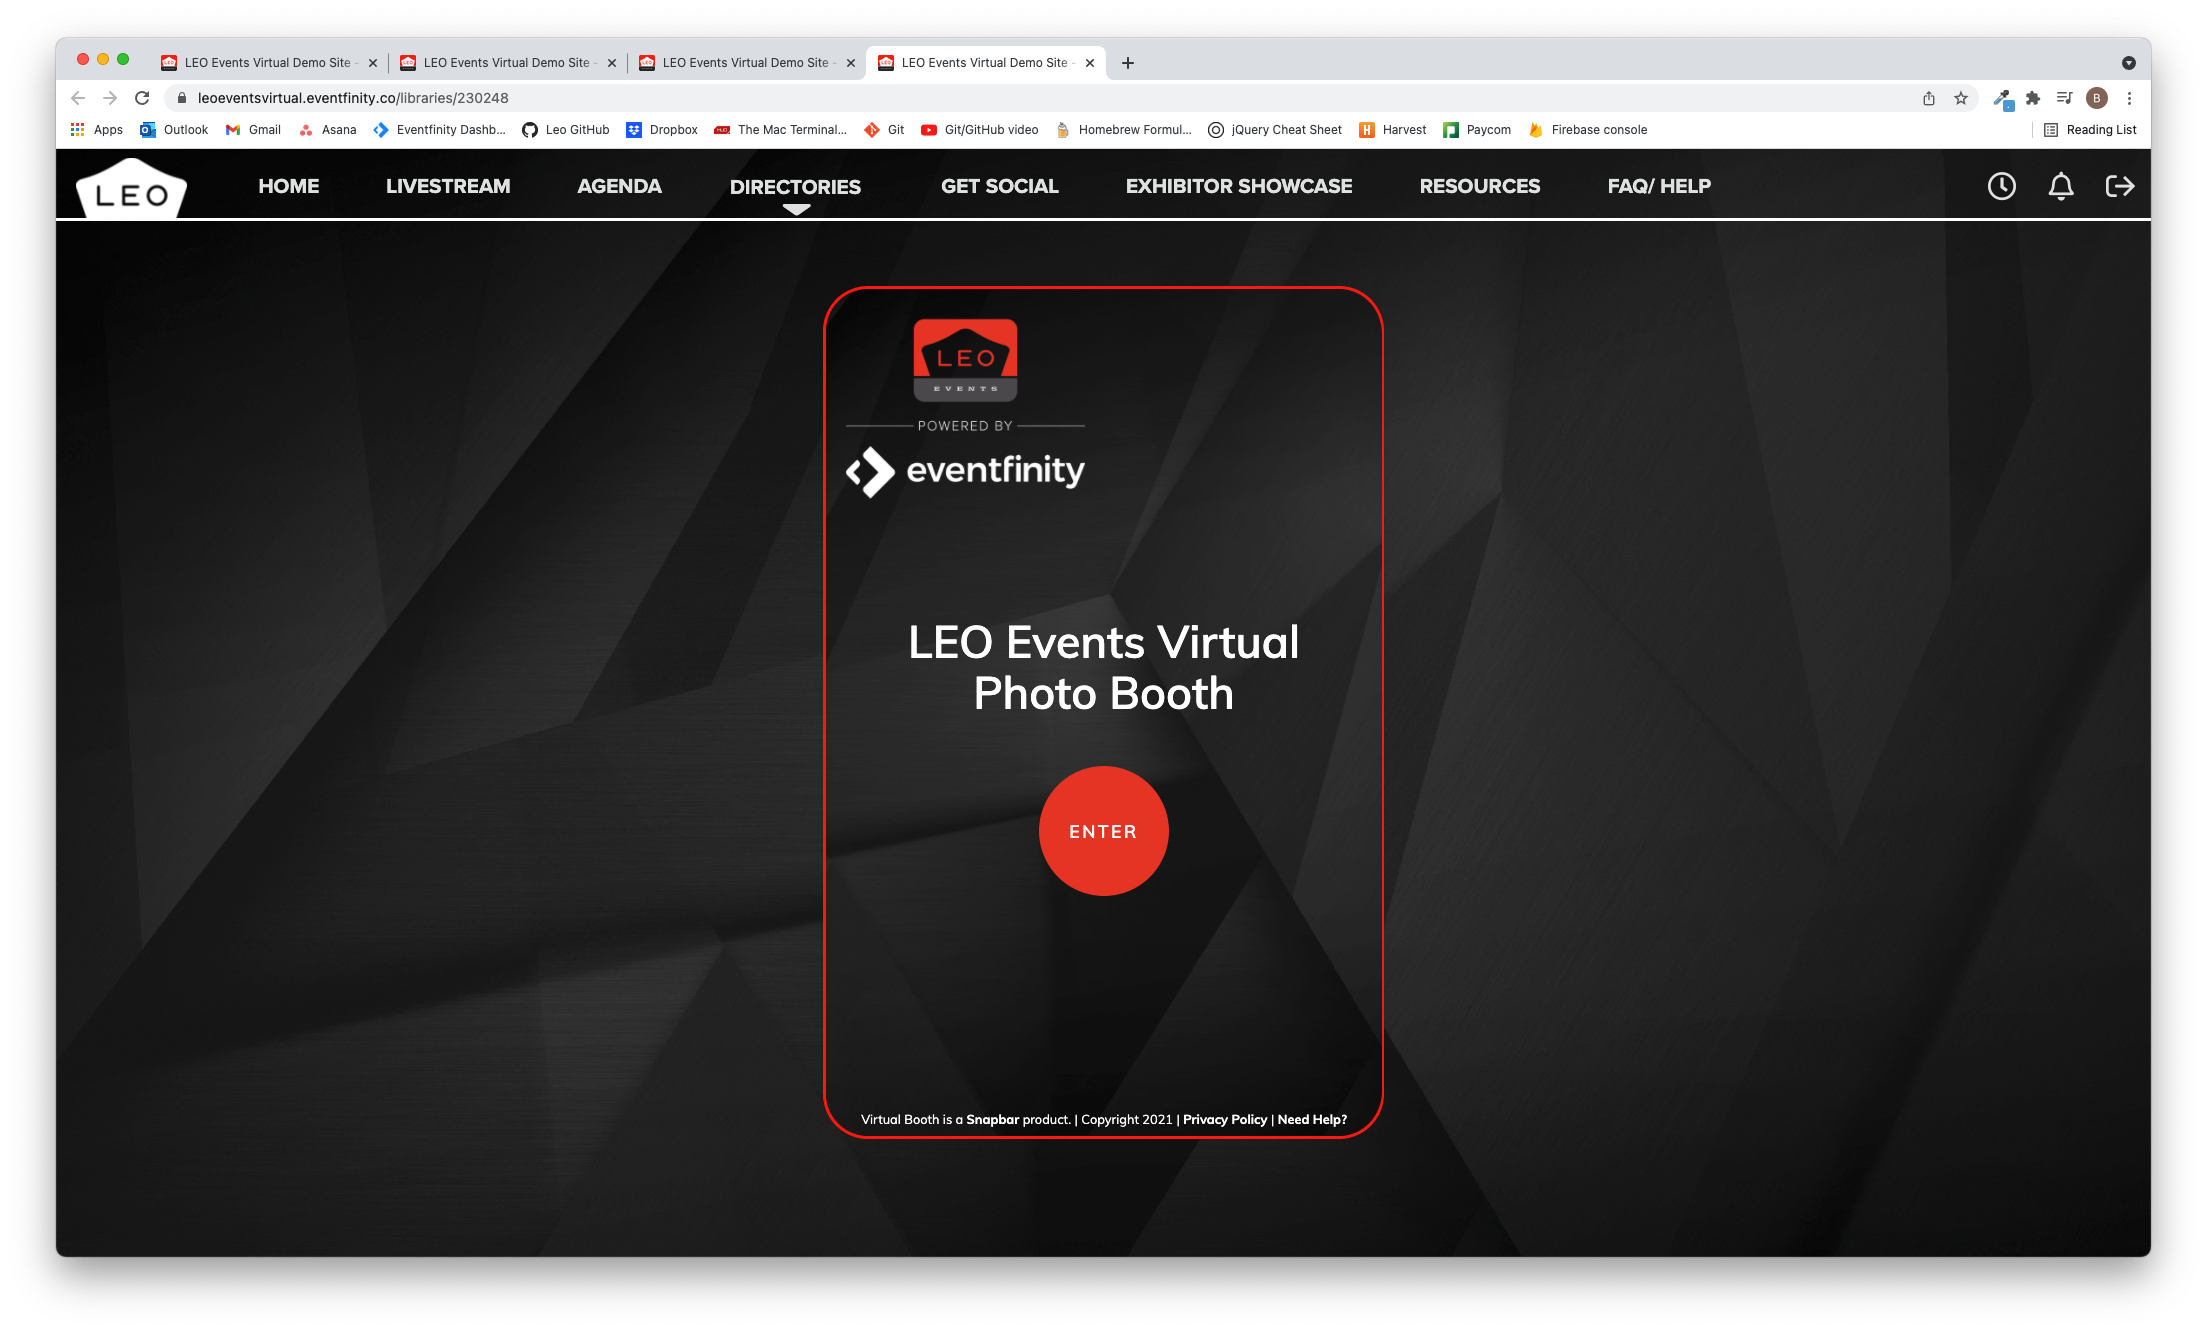 LEO Events Virtual Demo Site -
LEO Events Virtual Demo Site -
LEO Events Virtual Demo Site -
LEO Events Virtual Demo Site -
leoeventsvirtual.eventfinity.co/libraries/230248
B
Apps
Outlook
Gmail
Asana
Eventfinity Dashb...
Leo GitHub
Dropbox
The Mac Terminal...
Git
Git/GitHub video
Homebrew Formul...
jQuery Cheat Sheet
Harvest
Paycom
Firebase console
Reading List
LEO
HOME
LIVESTREAM
AGENDA
DIRECTORIES
GET SOCIAL
EXHIBITOR SHOWCASE
RESOURCES
FAQ/ HELP
LEO
EVENTS
POWERED BY
eventfinity
LEO Events Virtual
Photo Booth
ENTER
Virtual Booth is a Snapbar product. | Copyright 2021 | Privacy Policy | Need Help?